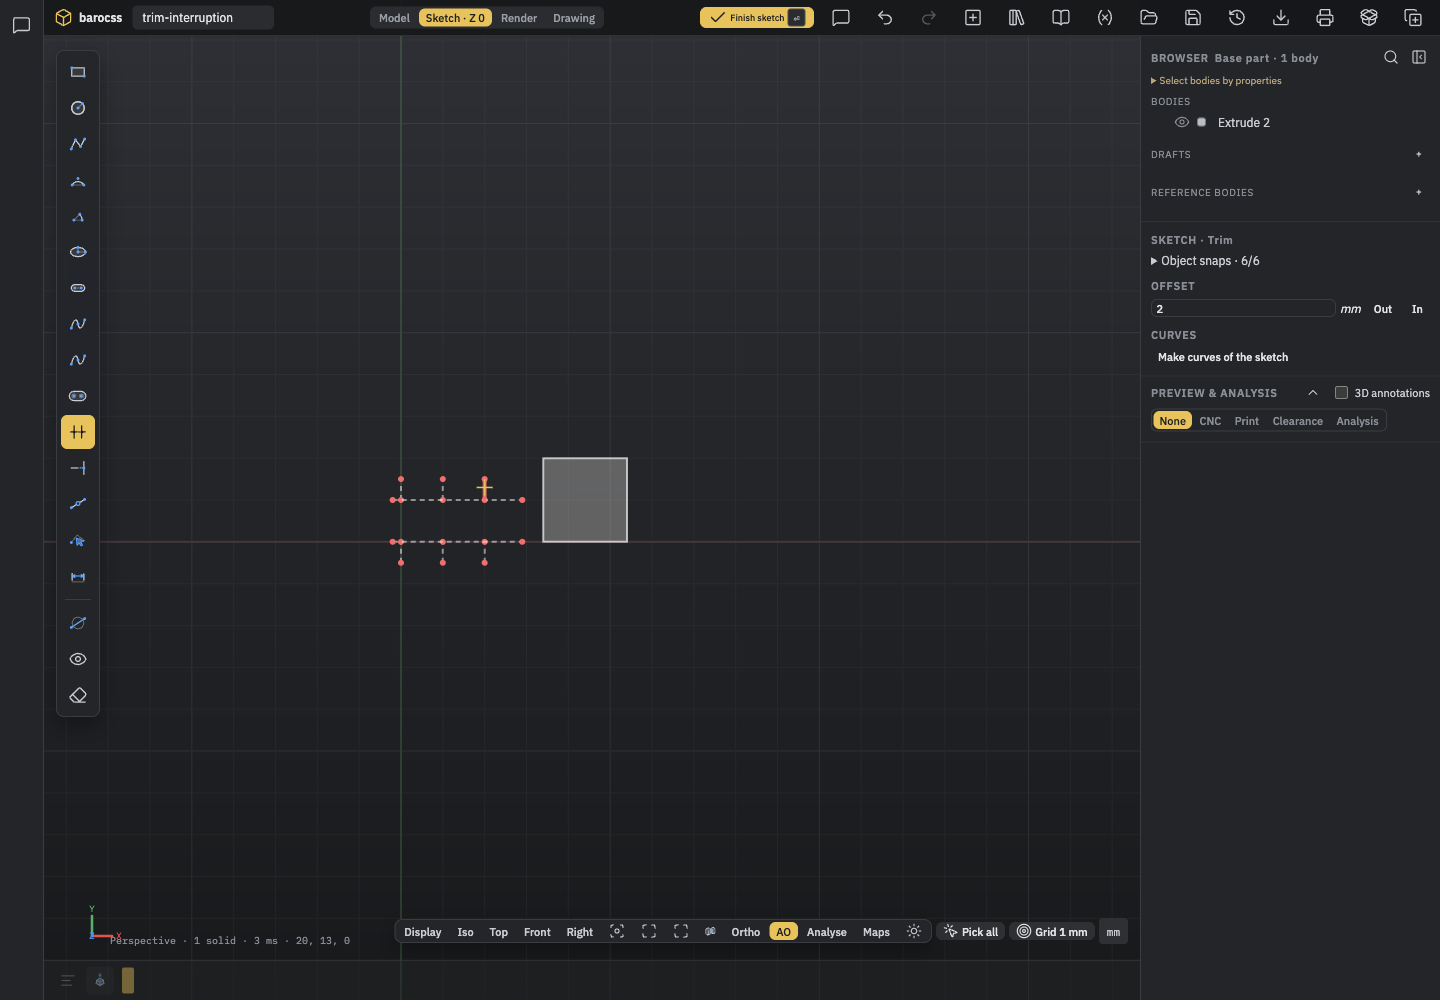 barocss
trim-interruption
Model Sketch · Z 0 Render Drawing
Finish sketch
BROWSER Base part · 1 body
Select bodies by properties
BODIES
Extrude 2
DRAFTS +
REFERENCE BODIES +
SKETCH · Trim
Object snaps · 6/6
OFFSET
2 mm Out In
CURVES
Make curves of the sketch
PREVIEW & ANALYSIS 3D annotations
None CNC Print Clearance Analysis
Y
Z X
Perspective · 1 solid · 3 ms · 20, 13, 0
Display Iso Top Front Right Ortho AO Analyse Maps Pick all Grid 1 mm mm